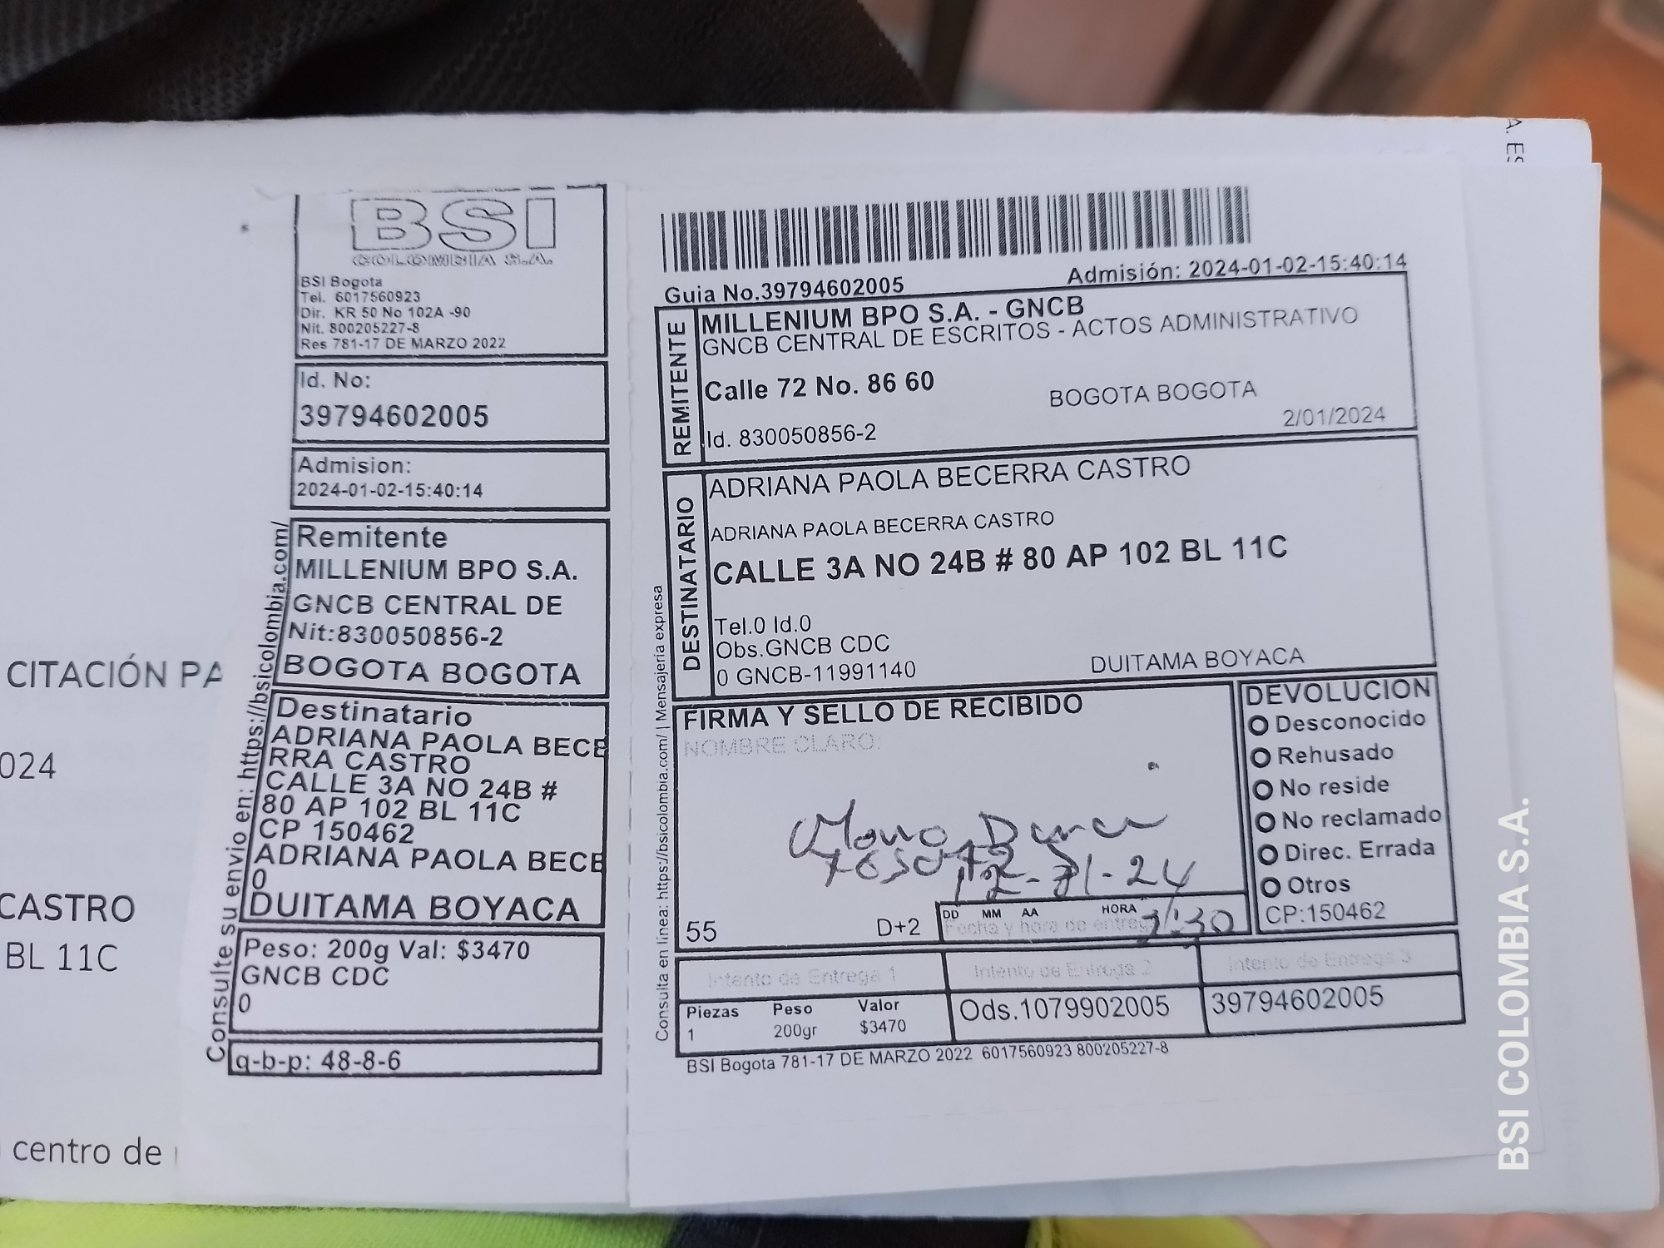 A. ES
CITACIÓN PA
024
CASTRO
BL 11C
centro de
BSI
COLOMBIA S.A.
BSI Bogota
Tel. 6017560923
Dir. KR 50 No 102A -90
Nit. 800205227-8
Res 781-17 DE MARZO 2022
Id. No:
39794602005
Admision:
2024-01-02-15:40:14
Remitente
MILLENIUM BPO S.A.
GNCB CENTRAL DE
Nit:830050856-2
BOGOTA BOGOTA
Destinatario
ADRIANA PAOLA BECE
RRA CASTRO
CALLE 3A NO 24B #
80 AP 102 BL 11C
CP 150462
ADRIANA PAOLA BECE
0
DUITAMA BOYACA
Peso: 200g Val: $3470
GNCB CDC
0
q-b-p: 48-8-6
Consulte su envio en: https://bsicolombia.com/
Guia No.39794602005
Admisión: 2024-01-02-15:40:14
REMITENTE
MILLENIUM BPO S.A. - GNCB
GNCB CENTRAL DE ESCRITOS - ACTOS ADMINISTRATIVO
Calle 72 No. 86 60
BOGOTA BOGOTA
Id. 830050856-2
2/01/2024
DESTINATARIO
ADRIANA PAOLA BECERRA CASTRO
ADRIANA PAOLA BECERRA CASTRO
CALLE 3A NO 24B # 80 AP 102 BL 11C
Tel.0 Id.0
Obs.GNCB CDC
0 GNCB-11991140
DUITAMA BOYACA
FIRMA Y SELLO DE RECIBIDO
NOMBRE CLARO:
55
D+2
DD MM AA HORA
Fecha y hora de entrega
DEVOLUCION
Desconocido
Rehusado
No reside
No reclamado
Direc. Errada
Otros
CP:150462
Intento de Entrega 1
Intento de Entrega 2
Intento de Entrega 3
Piezas Peso Valor
1 200gr $3470
Ods.1079902005
39794602005
BSI Bogota 781-17 DE MARZO 2022 6017560923 800205227-8
Consulta en linea: https://bsicolombia.com/ | Mensajeria expresa
BSI COLOMBIA S.A.